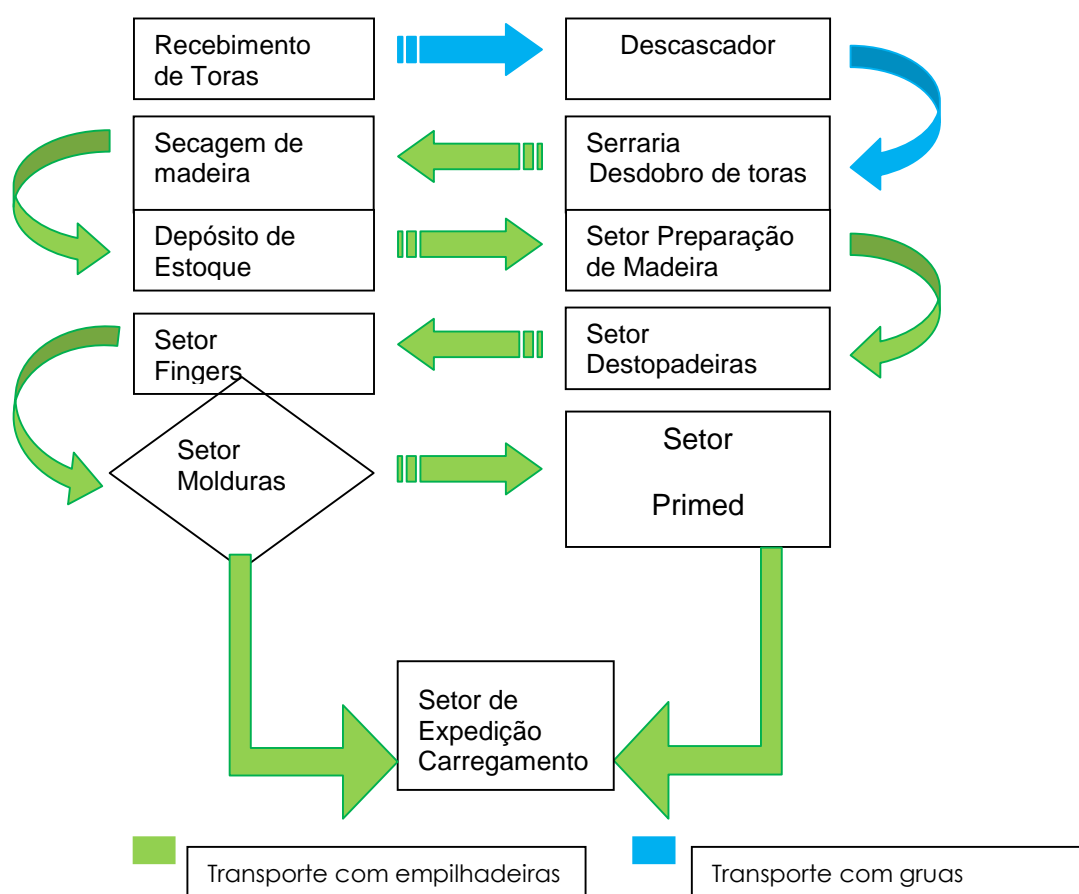 Recebimento
de Toras
Descascador
Secagem de
madeira
Serraria
Desdobro de toras
Depósito de
Estoque
Setor Preparação
de Madeira
Setor
Fingers
Setor
Destopadeiras
Setor
Molduras
Setor
Primed
Setor de
Expedição
Carregamento
Transporte com empilhadeiras
Transporte com gruas